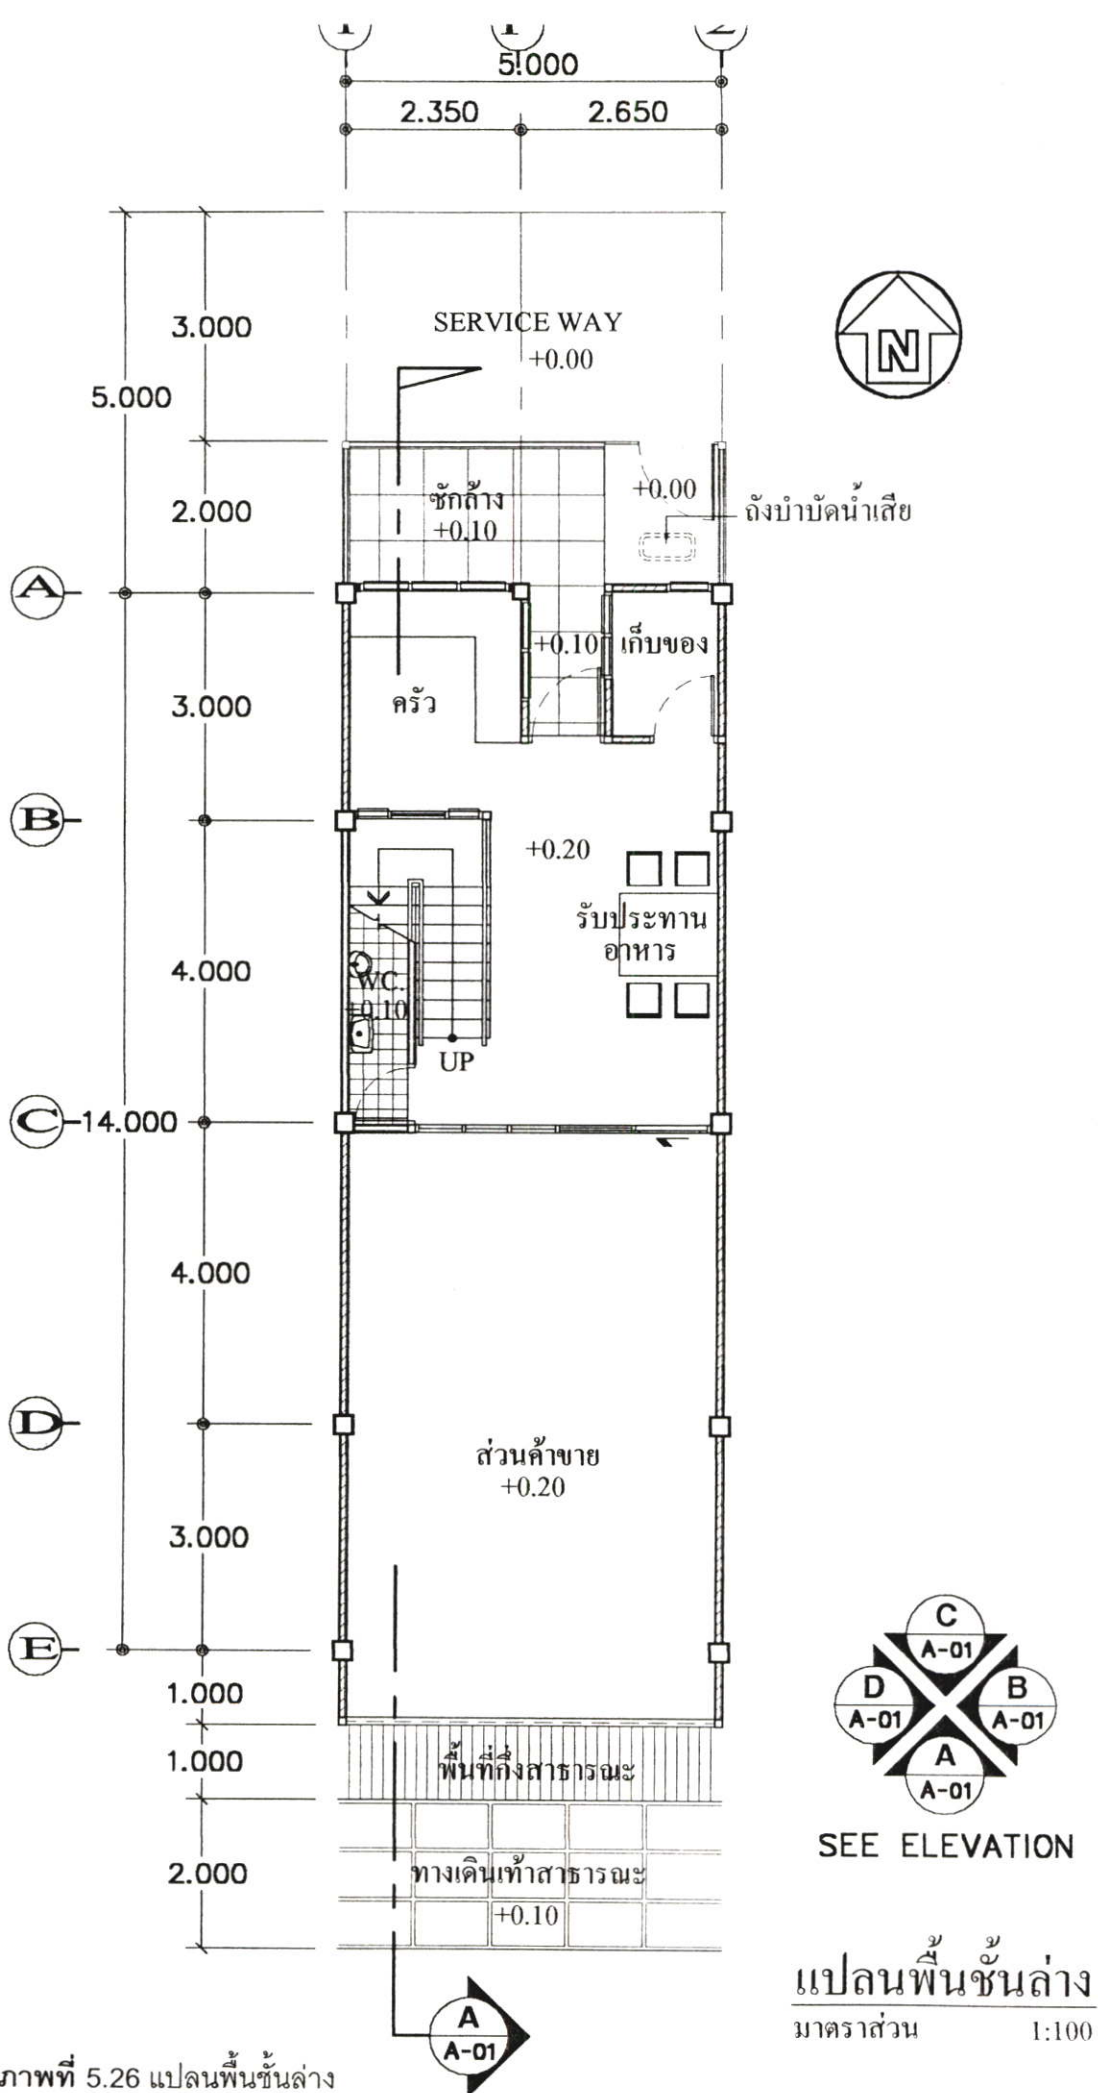 1 1' 2
5.000
2.350 2.650
3.000
SERVICE WAY
+0.00
N
5.000
2.000
ซักล้าง
+0.10
+0.00
ถังบำบัดน้ำเสีย
A
3.000
+0.10
เก็บของ
ครัว
B
+0.20
4.000
รับประทาน
อาหาร
WC.
+0.10
UP
C
14.000
4.000
D
ส่วนค้าขาย
+0.20
3.000
E
1.000
1.000
พื้นที่กึ่งสาธารณะ
2.000
ทางเดินเท้าสาธารณะ
+0.10
C
A-01
D
A-01
B
A-01
A
A-01
SEE ELEVATION
A
A-01
แปลนพื้นชั้นล่าง
มาตราส่วน 1:100
ภาพที่ 5.26 แปลนพื้นชั้นล่าง